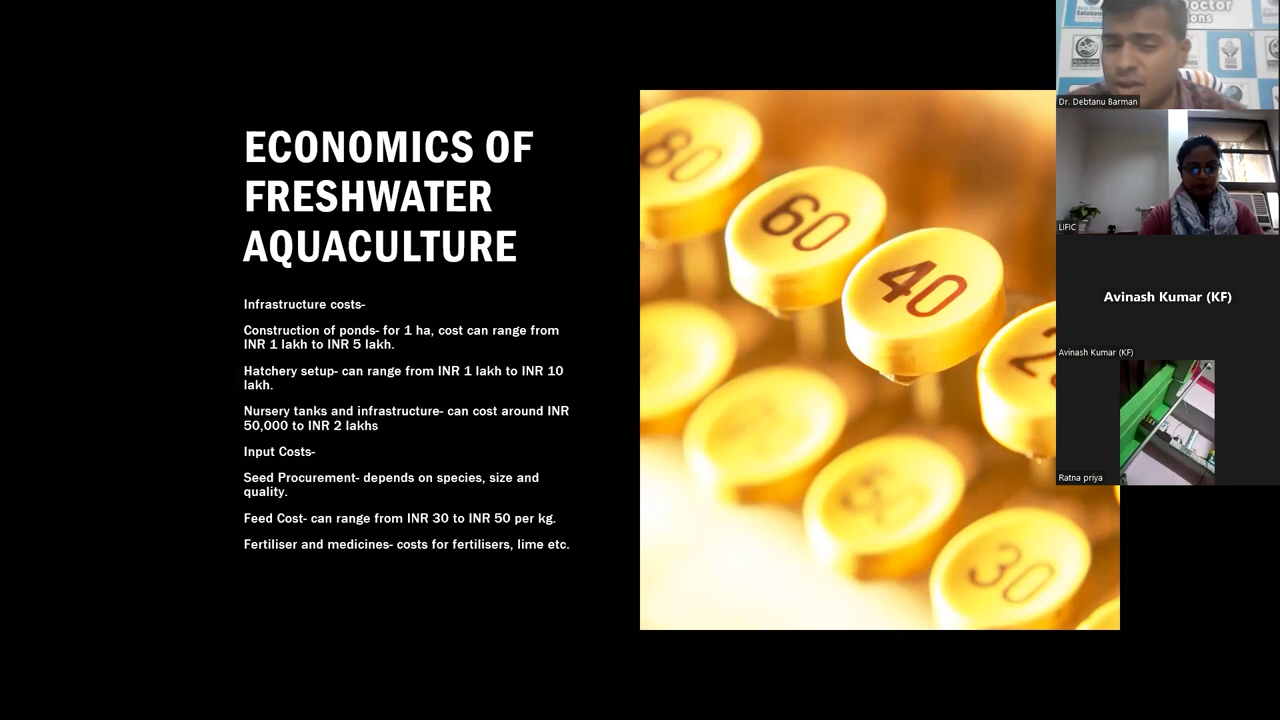 ECONOMICS OF
FRESHWATER
AQUACULTURE
Infrastructure costs-
Construction of ponds- for 1 ha, cost can range from
INR 1 lakh to INR 5 lakh.
Hatchery setup- can range from INR 1 lakh to INR 10
lakh.
Nursery tanks and infrastructure- can cost around INR
50,000 to INR 2 lakhs
Input Costs-
Seed Procurement- depends on species, size and
quality.
Feed Cost- can range from INR 30 to INR 50 per kg.
Fertiliser and medicines- costs for fertilisers, lime etc.
80
60
40
30
Dr. Debtanu Barman
LIFIC
Avinash Kumar (KF)
Avinash Kumar (KF)
Ratna priya